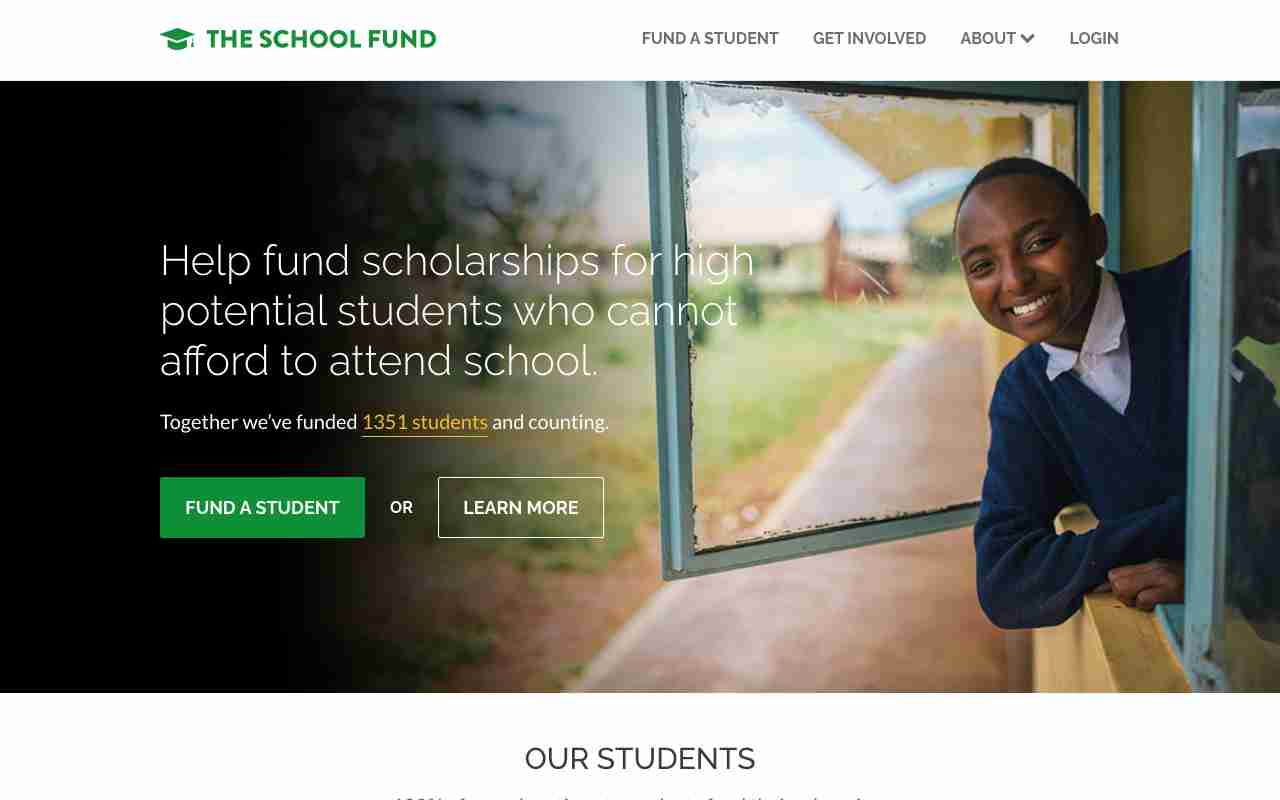 THE SCHOOL FUND
FUND A STUDENT
GET INVOLVED
ABOUT
LOGIN
Help fund scholarships for high
potential students who cannot
afford to attend school.
Together we’ve funded 1351 students and counting.
FUND A STUDENT
OR
LEARN MORE
OUR STUDENTS